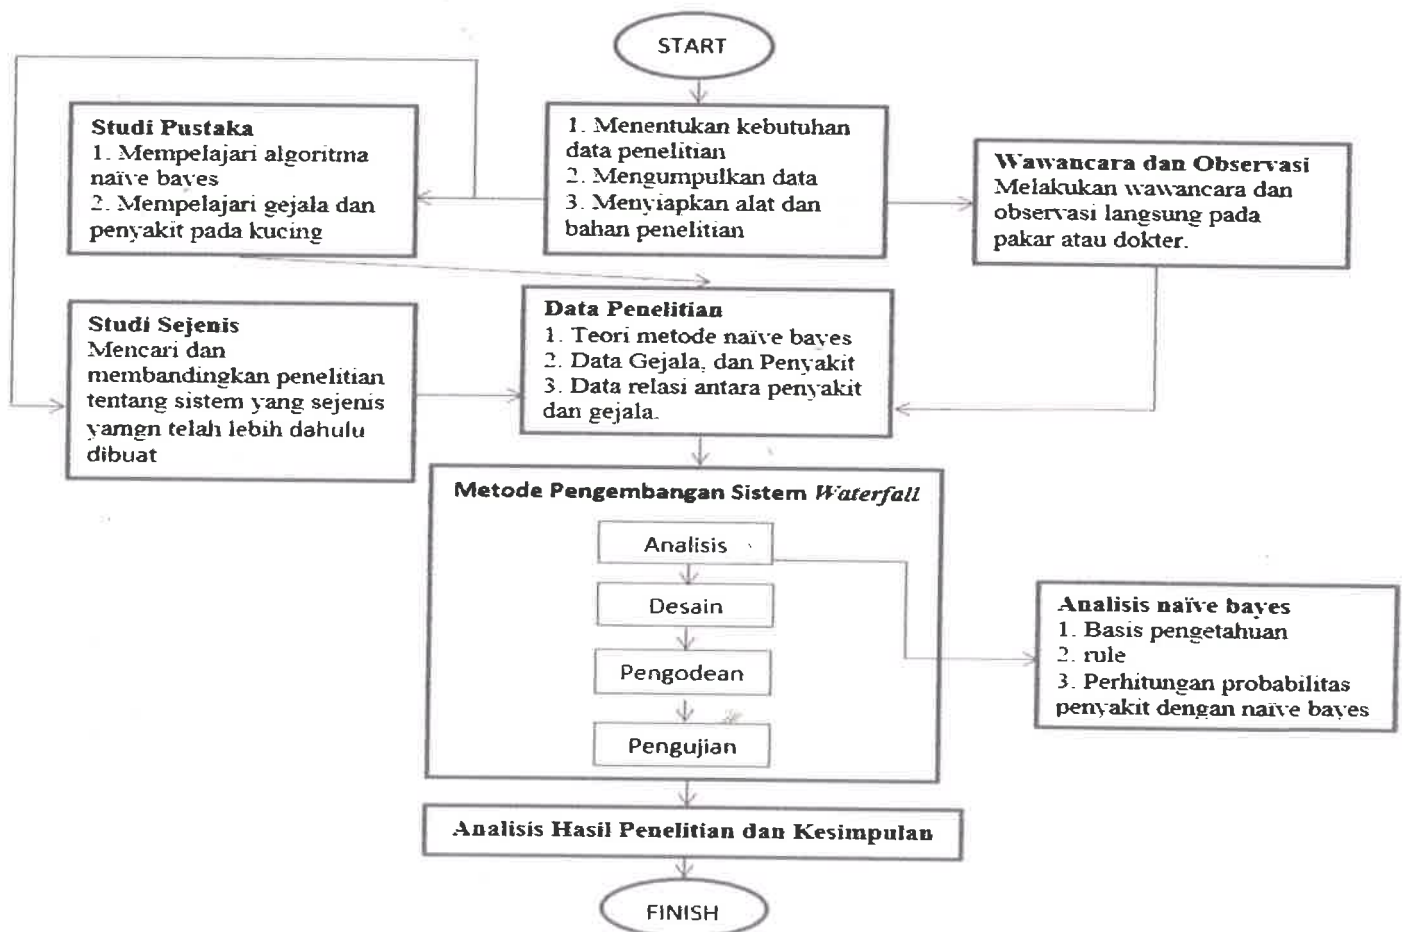 START
Studi Pustaka
1. Mempelajari algoritma
naïve bayes
2. Mempelajari gejala dan
penyakit pada kucing
1. Menentukan kebutuhan
data penelitian
2. Mengumpulkan data
3. Menyiapkan alat dan
bahan penelitian
Wawancara dan Observasi
Melakukan wawancara dan
observasi langsung pada
pakar atau dokter.
Studi Sejenis
Mencari dan
membandingkan penelitian
tentang sistem yang sejenis
yamgn telah lebih dahulu
dibuat
Data Penelitian
1. Teori metode naïve bayes
2. Data Gejala, dan Penyakit
3. Data relasi antara penyakit
dan gejala.
Metode Pengembangan Sistem Waterfall
Analisis
Desain
Pengodean
Pengujian
Analisis naïve bayes
1. Basis pengetahuan
2. rule
3. Perhitungan probabilitas
penyakit dengan naïve bayes
Analisis Hasil Penelitian dan Kesimpulan
FINISH